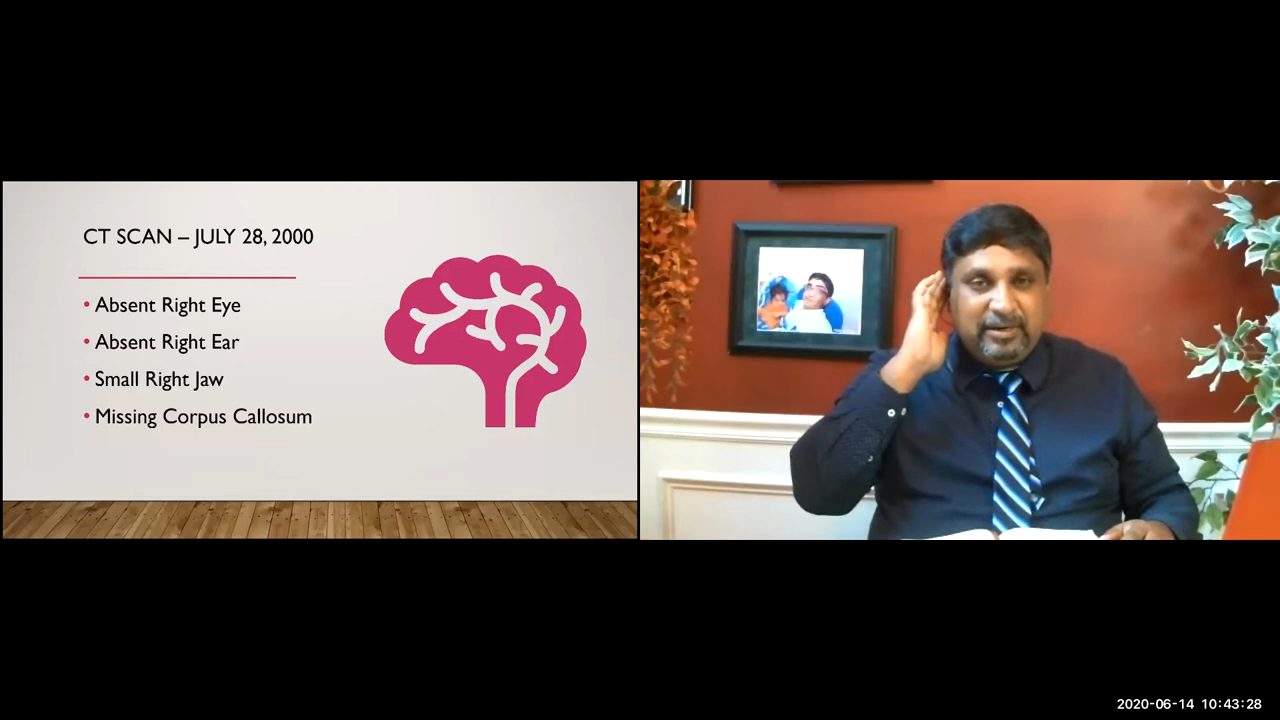 CT SCAN – JULY 28, 2000
• Absent Right Eye
• Absent Right Ear
• Small Right Jaw
• Missing Corpus Callosum
2020-06-14 10:43:28